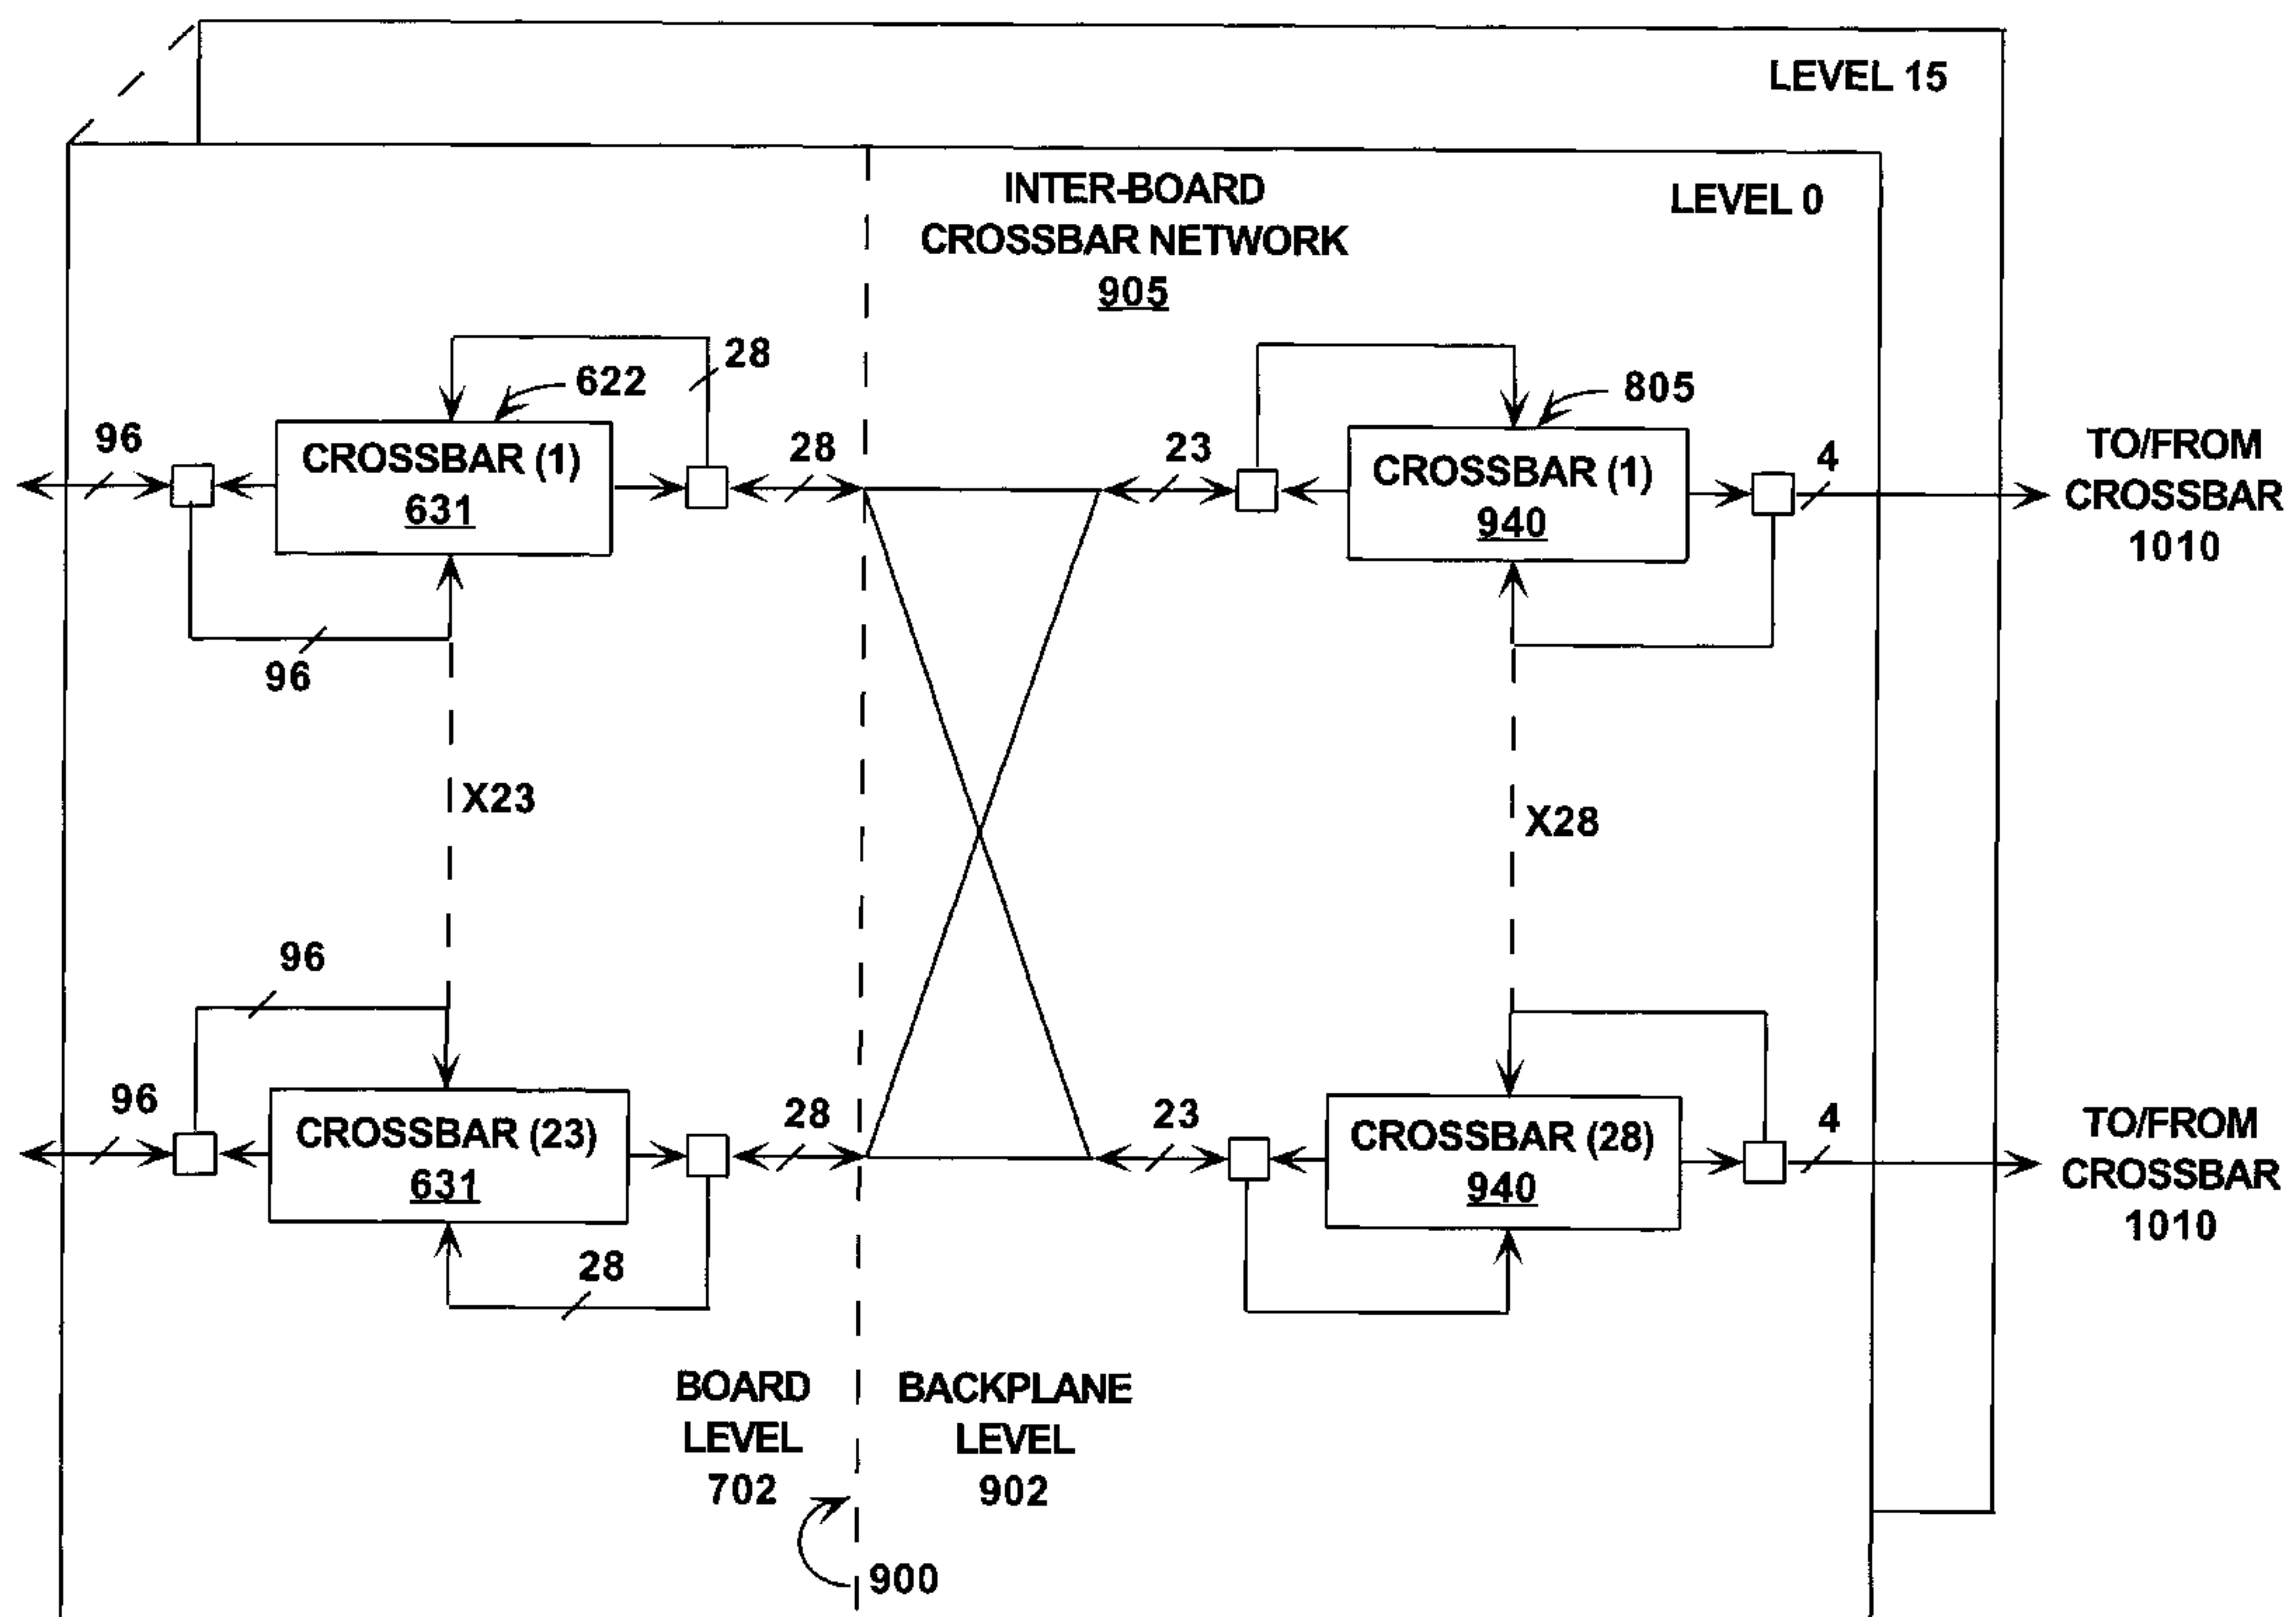 LEVEL 15
LEVEL 0
INTER-BOARD
CROSSBAR NETWORK
905
28
622
805
96
CROSSBAR (1)
631
28
23
CROSSBAR (1)
940
4
TO/FROM
CROSSBAR
1010
96
X23
X28
96
96
CROSSBAR (23)
631
28
23
CROSSBAR (28)
940
4
TO/FROM
CROSSBAR
1010
28
BOARD
LEVEL
702
BACKPLANE
LEVEL
902
900